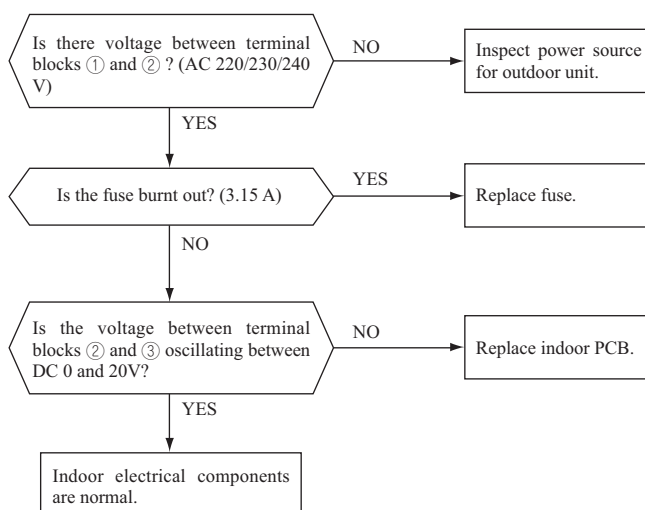 Is there voltage between terminal
blocks ① and ② ? (AC 220/230/240
V)
NO
Inspect power source
for outdoor unit.
YES
Is the fuse burnt out? (3.15 A)
YES
Replace fuse.
NO
Is the voltage between terminal
blocks ② and ③ oscillating between
DC 0 and 20V?
NO
Replace indoor PCB.
YES
Indoor electrical components
are normal.